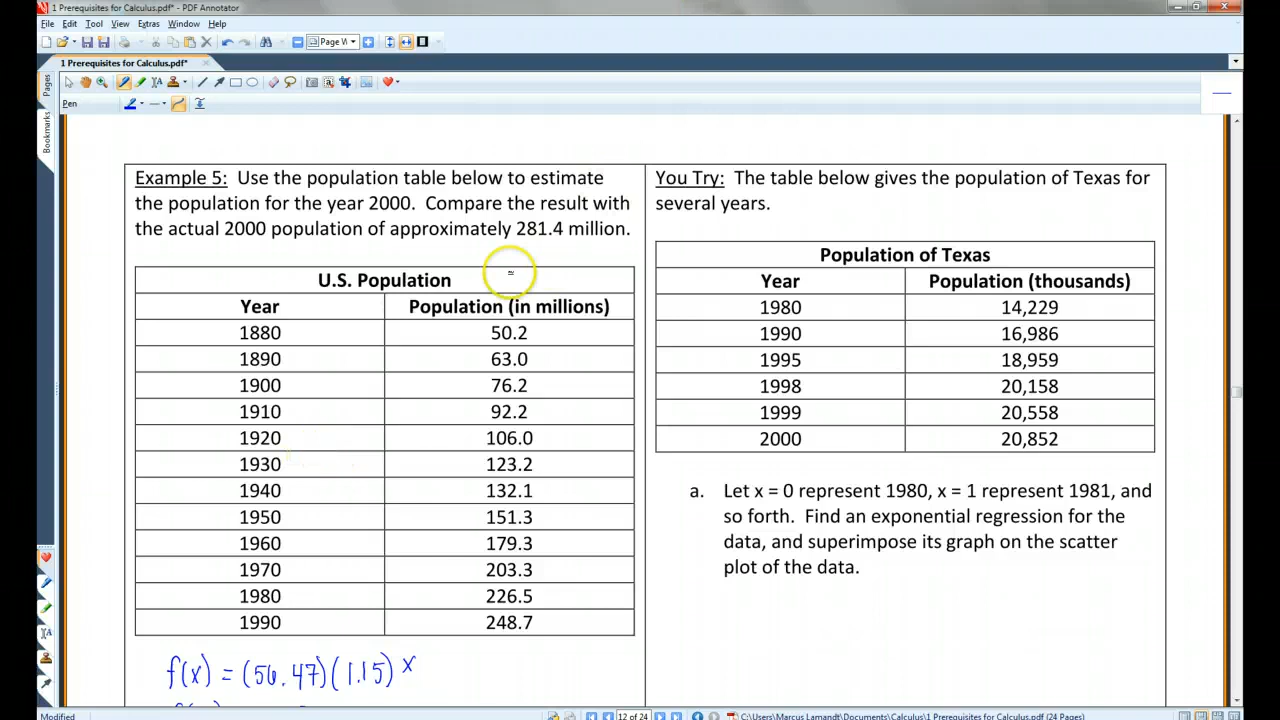 1 Prerequisites for Calculus.pdf* - PDF Annotator
File Edit Tool View Extras Window Help
Page W
1 Prerequisites for Calculus.pdf*
Pages
Bookmarks
Pen
Example 5: Use the population table below to estimate
the population for the year 2000. Compare the result with
the actual 2000 population of approximately 281.4 million.
U.S. Population
Year Population (in millions)
1880 50.2
1890 63.0
1900 76.2
1910 92.2
1920 106.0
1930 123.2
1940 132.1
1950 151.3
1960 179.3
1970 203.3
1980 226.5
1990 248.7
f(x) = (56.47)(1.15)x
You Try: The table below gives the population of Texas for
several years.
Population of Texas
Year Population (thousands)
1980 14,229
1990 16,986
1995 18,959
1998 20,158
1999 20,558
2000 20,852
a. Let x = 0 represent 1980, x = 1 represent 1981, and
so forth. Find an exponential regression for the
data, and superimpose its graph on the scatter
plot of the data.
Modified 12 of 24 C:\Users\Marcus Lamandt\Documents\Calculus\1 Prerequisites for Calculus.pdf (24 Pages)